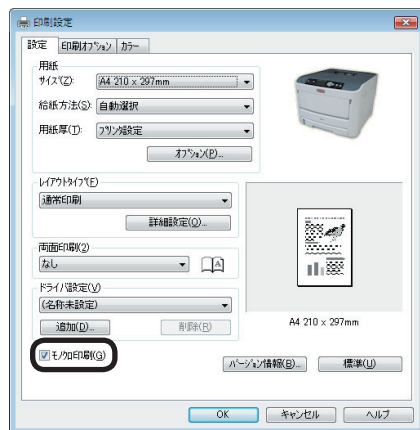 印刷設定
設定 印刷オプション カラー
用紙
サイズ(Z): A4 210 x 297mm
給紙方法(S): 自動選択
用紙厚(T): プリンタ設定
オプション(P)...
レイアウトタイプ(E)
通常印刷
詳細設定(O)...
両面印刷(2)
なし
A
ドライバ設定(V)
(名称未設定)
追加(D)... 削除(R)
A4 210 x 297mm
モノクロ印刷(G)
バージョン情報(B)... 標準(U)
OK キャンセル ヘルプ